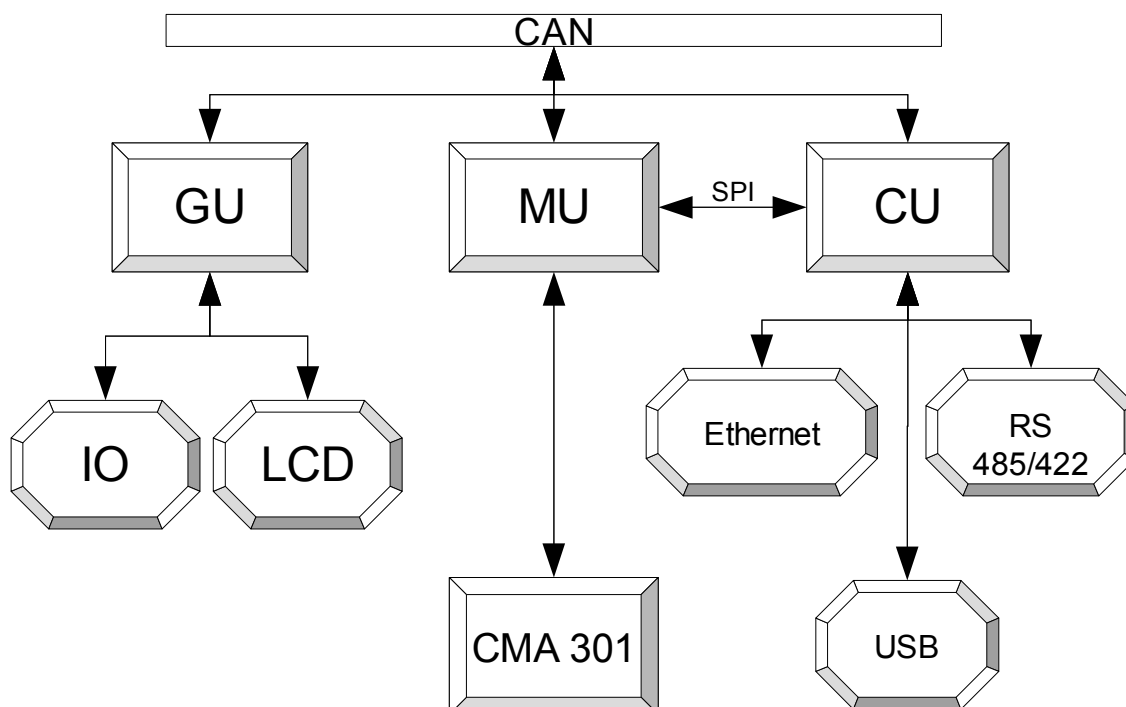 CAN
GU
MU
SPI
CU
IO
LCD
Ethernet
RS
485/422
CMA 301
USB